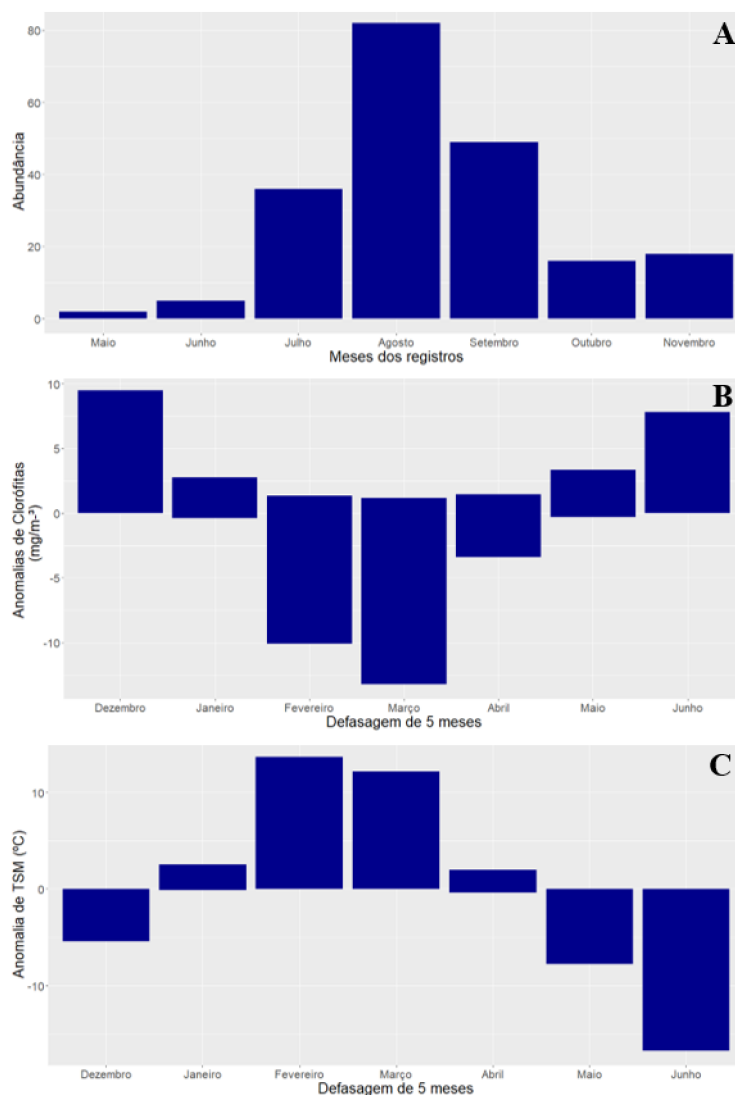 A
Abundância
80
60
40
20
0
Maio Junho Julho Agosto Setembro Outubro Novembro
Meses dos registros
B
Anomalias de Clorófitas
(mg/m-³)
10
5
0
-5
-10
Dezembro Janeiro Fevereiro Março Abril Maio Junho
Defasagem de 5 meses
C
Anomalia de TSM (ºC)
10
0
-10
Dezembro Janeiro Fevereiro Março Abril Maio Junho
Defasagem de 5 meses